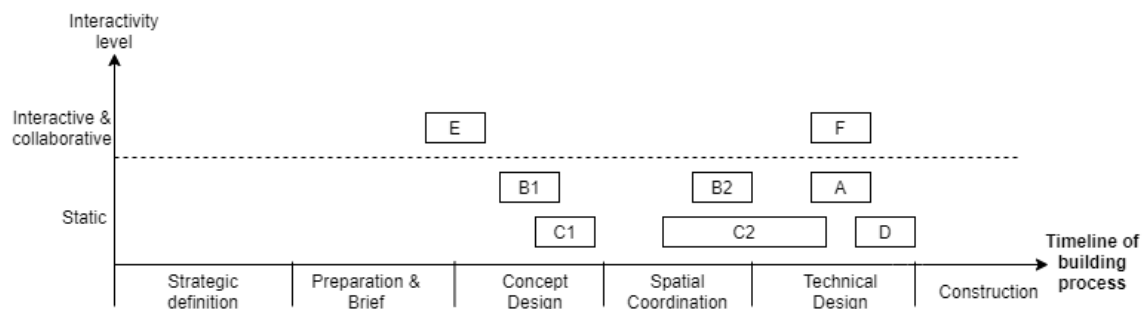 Interactivity
level
Interactive &
collaborative
E
F
B1
B2
A
Static
C1
C2
D
Timeline of
building
process
Strategic
definition
Preparation &
Brief
Concept
Design
Spatial
Coordination
Technical
Design
Construction